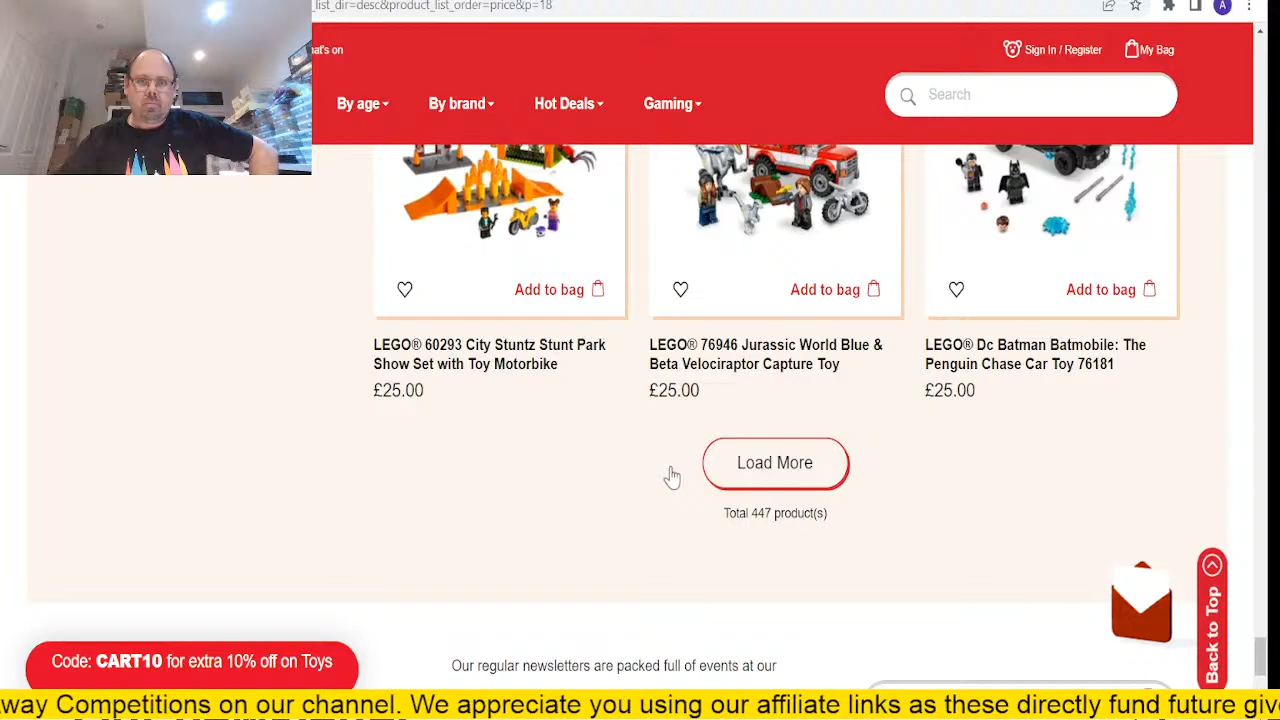 _list_dir=desc&product_list_order=price&p=18
at's on
Sign In / Register
My Bag
By age
By brand
Hot Deals
Gaming
Search
Add to bag
Add to bag
Add to bag
LEGO® 60293 City Stuntz Stunt Park
Show Set with Toy Motorbike
£25.00
LEGO® 76946 Jurassic World Blue &
Beta Velociraptor Capture Toy
£25.00
LEGO® Dc Batman Batmobile: The
Penguin Chase Car Toy 76181
£25.00
Load More
Total 447 product(s)
Back to Top
Code: CART10 for extra 10% off on Toys
Our regular newsletters are packed full of events at our
way Competitions on our channel. We appreciate you using our affiliate links as these directly fund future giv
A